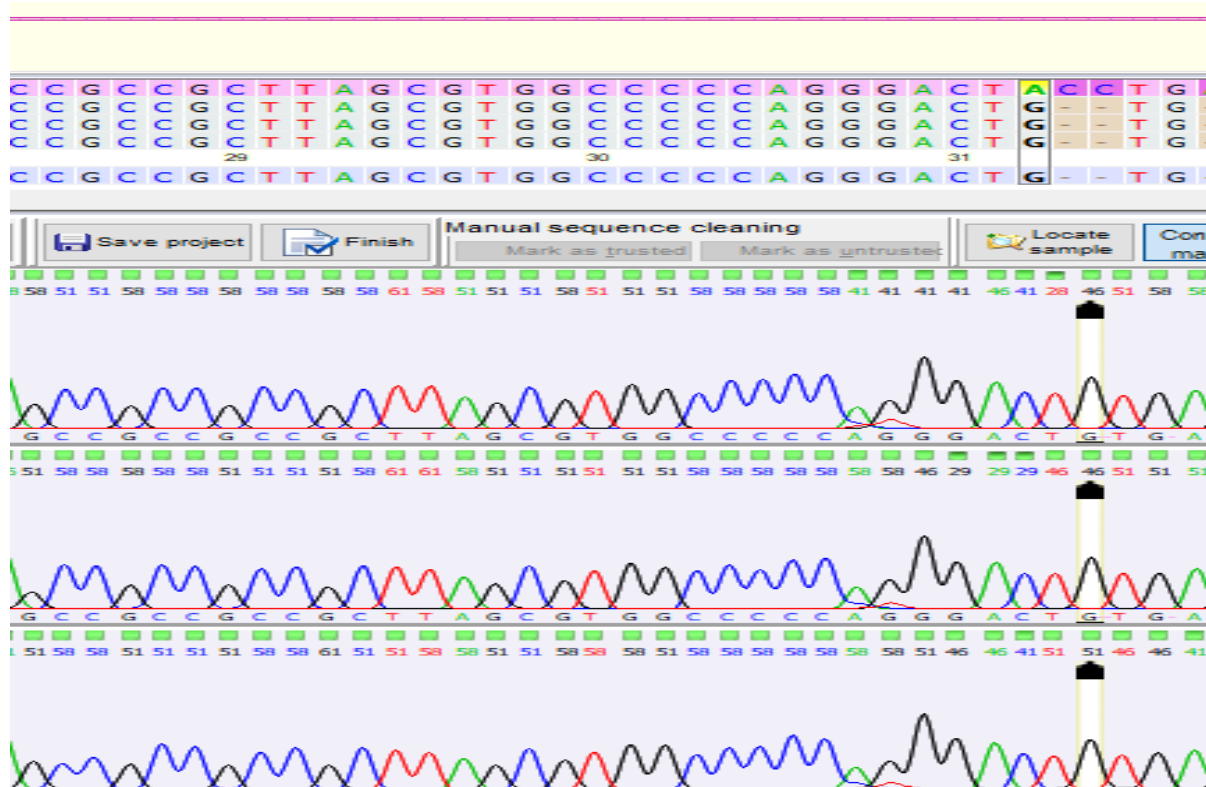 C C G C C G C T T A G C G T G G C C C C C A G G G A C T A C C T G
C C G C C G C T T A G C G T G G C C C C C A G G G A C T G - - T G
C C G C C G C T T A G C G T G G C C C C C A G G G A C T G - - T G
C C G C C G C T T A G C G T G G C C C C C A G G G A C T G - - T G
29 30 31
C C G C C G C T T A G C G T G G C C C C C A G G G A C T G - - T G
Save project Finish Manual sequence cleaning Locate sample
Mark as trusted Mark as untrusted
58 51 51 58 58 58 58 58 58 58 58 61 58 51 51 51 58 51 51 51 58 58 58 58 58 41 41 41 41 46 41 28 46 51 58
G C C G C C G C C G C T T A G C G T G G C C C C C A G G G A C T G-T G-A
51 58 58 58 58 58 51 51 51 51 58 61 61 58 51 51 51 51 51 51 58 58 58 58 58 58 58 46 29 29 29 46 46 51 51 51
G C C G C C G C C G C T T A G C G T G G C C C C C A G G G A C T G-T G-A
51 58 58 51 51 51 51 58 58 61 51 51 58 58 51 51 58 58 58 51 58 58 58 58 58 58 58 51 46 46 41 51 51 46 46 41